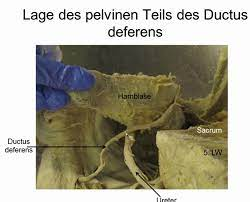 Lage des pelvinen Teils des Ductus
deferens
Harnblase
Sacrum
Ductus
deferens
5. LW
Ureter